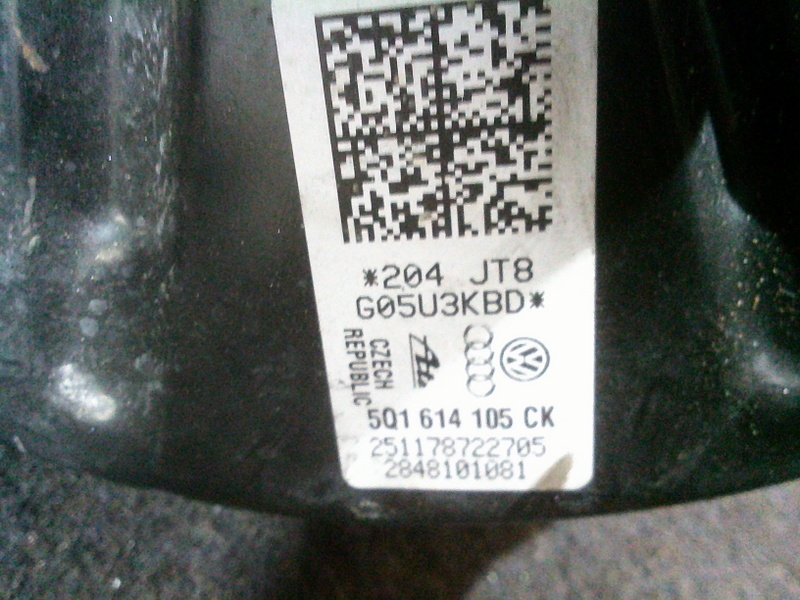 *204 JT8
G05U3KBD*
CZECH
REPUBLIC
5Q1 614 105 CK
251178722705
2848101081